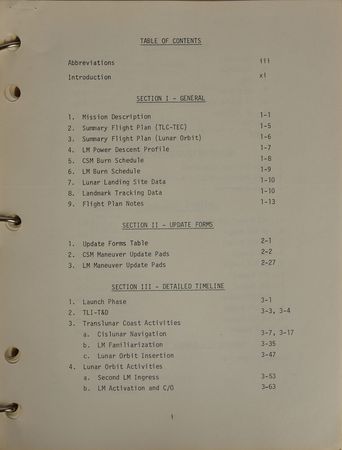 TABLE OF CONTENTS
Abbreviations iii
Introduction xi
SECTION I - GENERAL
1. Mission Description 1-1
2. Summary Flight Plan (TLC-TEC) 1-5
3. Summary Flight Plan (Lunar Orbit) 1-6
4. LM Power Descent Profile 1-7
5. CSM Burn Schedule 1-8
6. LM Burn Schedule 1-9
7. Lunar Landing Site Data 1-10
8. Landmark Tracking Data 1-10
9. Flight Plan Notes 1-13
SECTION II - UPDATE FORMS
1. Update Forms Table 2-1
2. CSM Maneuver Update Pads 2-2
3. LM Maneuver Update Pads 2-27
SECTION III - DETAILED TIMELINE
1. Launch Phase 3-1
2. TLI-T&D 3-3, 3-4
3. Translunar Coast Activities
a. Cislunar Navigation 3-7, 3-17
b. LM Familiarization 3-35
c. Lunar Orbit Insertion 3-47
4. Lunar Orbit Activities
a. Second LM Ingress 3-53
b. LM Activation and C/O 3-63
i